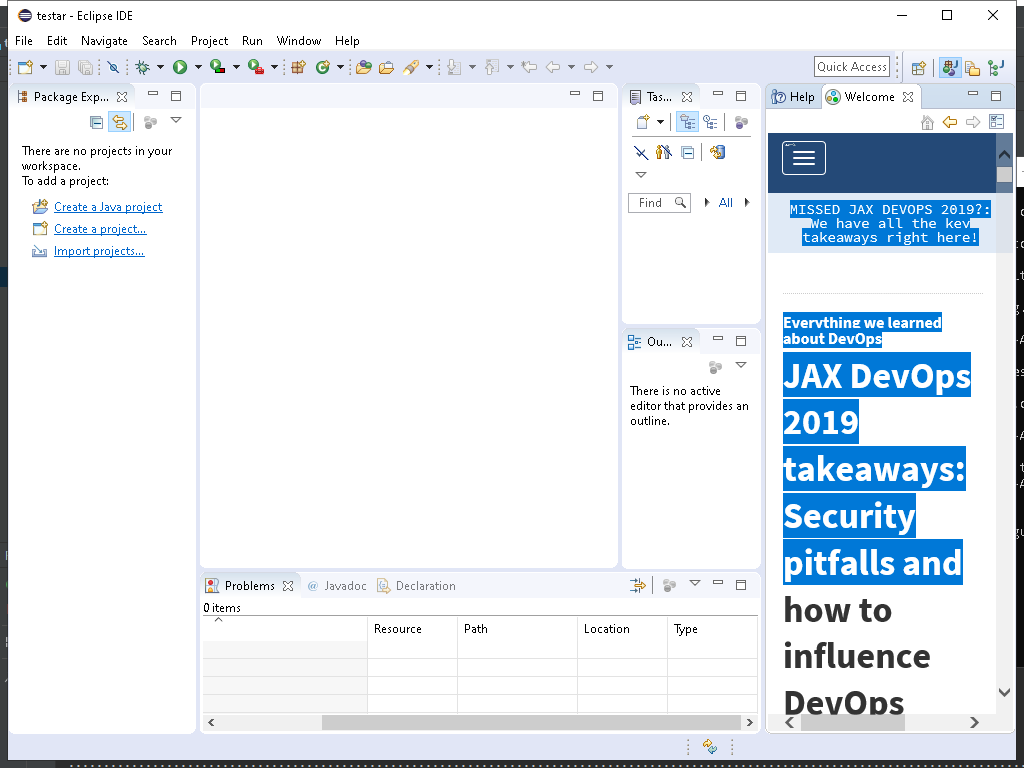 testar - Eclipse IDE
File Edit Navigate Search Project Run Window Help
Quick Access
Package Exp...
There are no projects in your
workspace.
To add a project:
Create a Java project
Create a project...
Import projects...
Tas...
Find
All
Ou...
There is no active
editor that provides an
outline.
Problems
@ Javadoc
Declaration
0 items
Resource Path Location Type
Help
Welcome
MISSED JAX DEVOPS 2019?:
We have all the key
takeaways right here!
Everything we learned
about DevOps
JAX DevOps
2019
takeaways:
Security
pitfalls and
how to
influence
DevOps